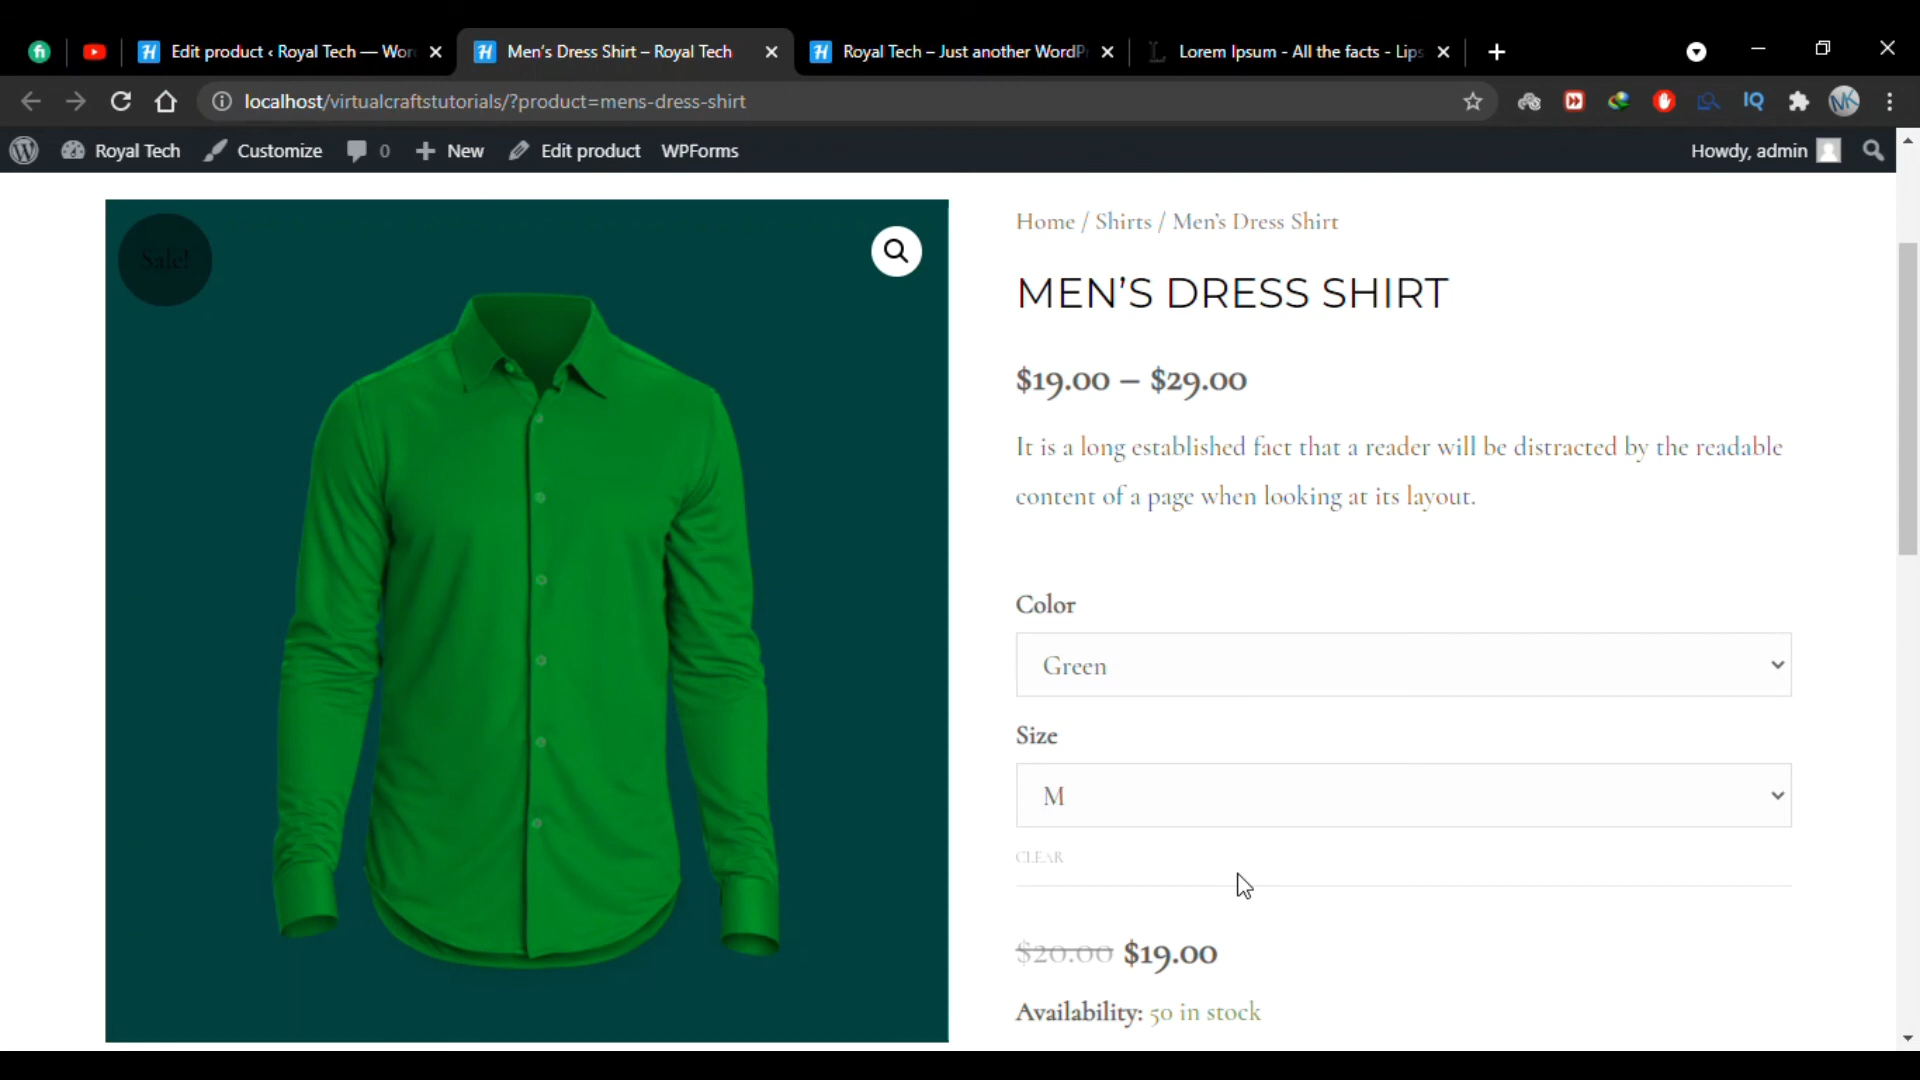 Edit product ‹ Royal Tech — Wor
Men's Dress Shirt – Royal Tech
Royal Tech – Just another WordP
Lorem Ipsum - All the facts - Lips
localhost/virtualcraftstutorials/?product=mens-dress-shirt
IQ
MK
Royal Tech
Customize
0
New
Edit product
WPForms
Howdy, admin
Sale!
Home / Shirts / Men's Dress Shirt
MEN'S DRESS SHIRT
$19.00 – $29.00
It is a long established fact that a reader will be distracted by the readable
content of a page when looking at its layout.
Color
Green
Size
M
CLEAR
$20.00 $19.00
Availability: 50 in stock